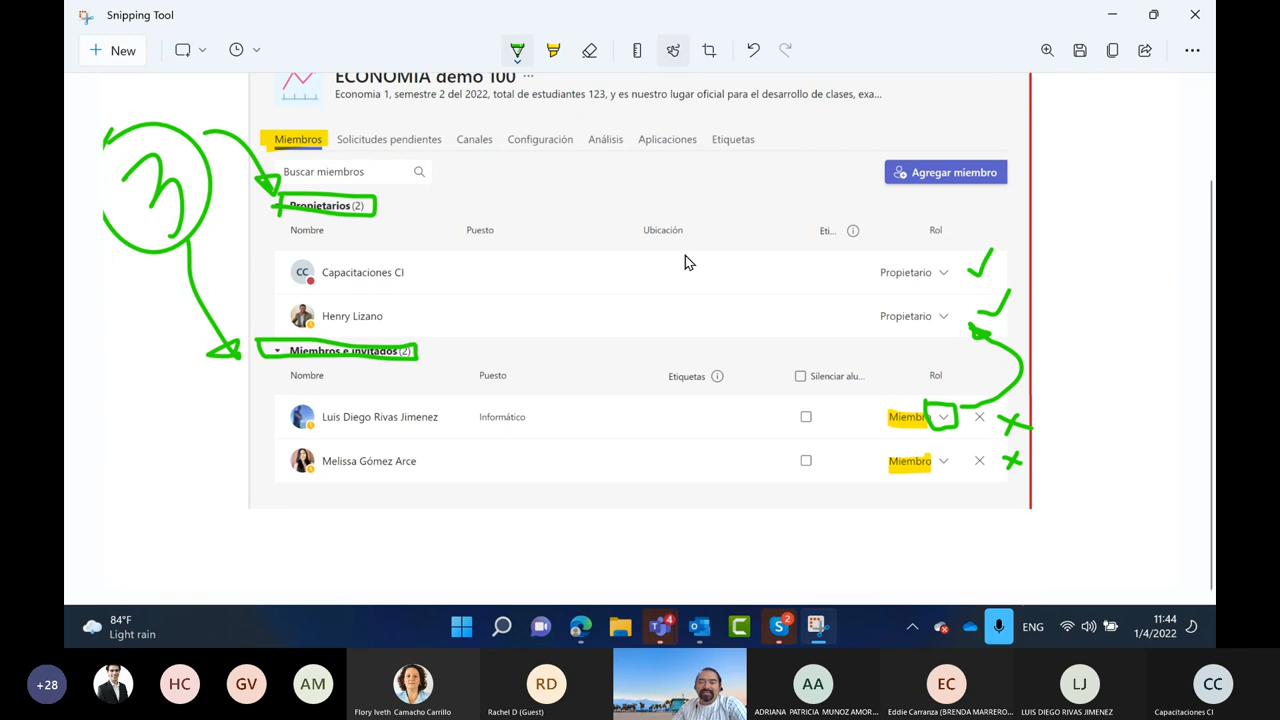 Snipping Tool
New
ECONOMIA demo 100 ...
Economia 1, semestre 2 del 2022, total de estudiantes 123, y es nuestro lugar oficial para el desarrollo de clases, exa...
Miembros Solicitudes pendientes Canales Configuración Análisis Aplicaciones Etiquetas
Buscar miembros
Agregar miembro
3
Propietarios (2)
Nombre Puesto Ubicación Eti... Rol
CC Capacitaciones CI Propietario
Henry Lizano Propietario
Miembros e invitados (2)
Nombre Puesto Etiquetas Silenciar alu... Rol
Luis Diego Rivas Jimenez Informático Miembro
Melissa Gómez Arce Miembro
84°F
Light rain
4
2
ENG
11:44
1/4/2022
+28 HC GV AM RD AA EC LJ CC
Flory Iveth Camacho Carrillo Rachel D (Guest) ADRIANA PATRICIA MUNOZ AMOR... Eddie Carranza (BRENDA MARRERO... LUIS DIEGO RIVAS JIMENEZ Capacitaciones CI